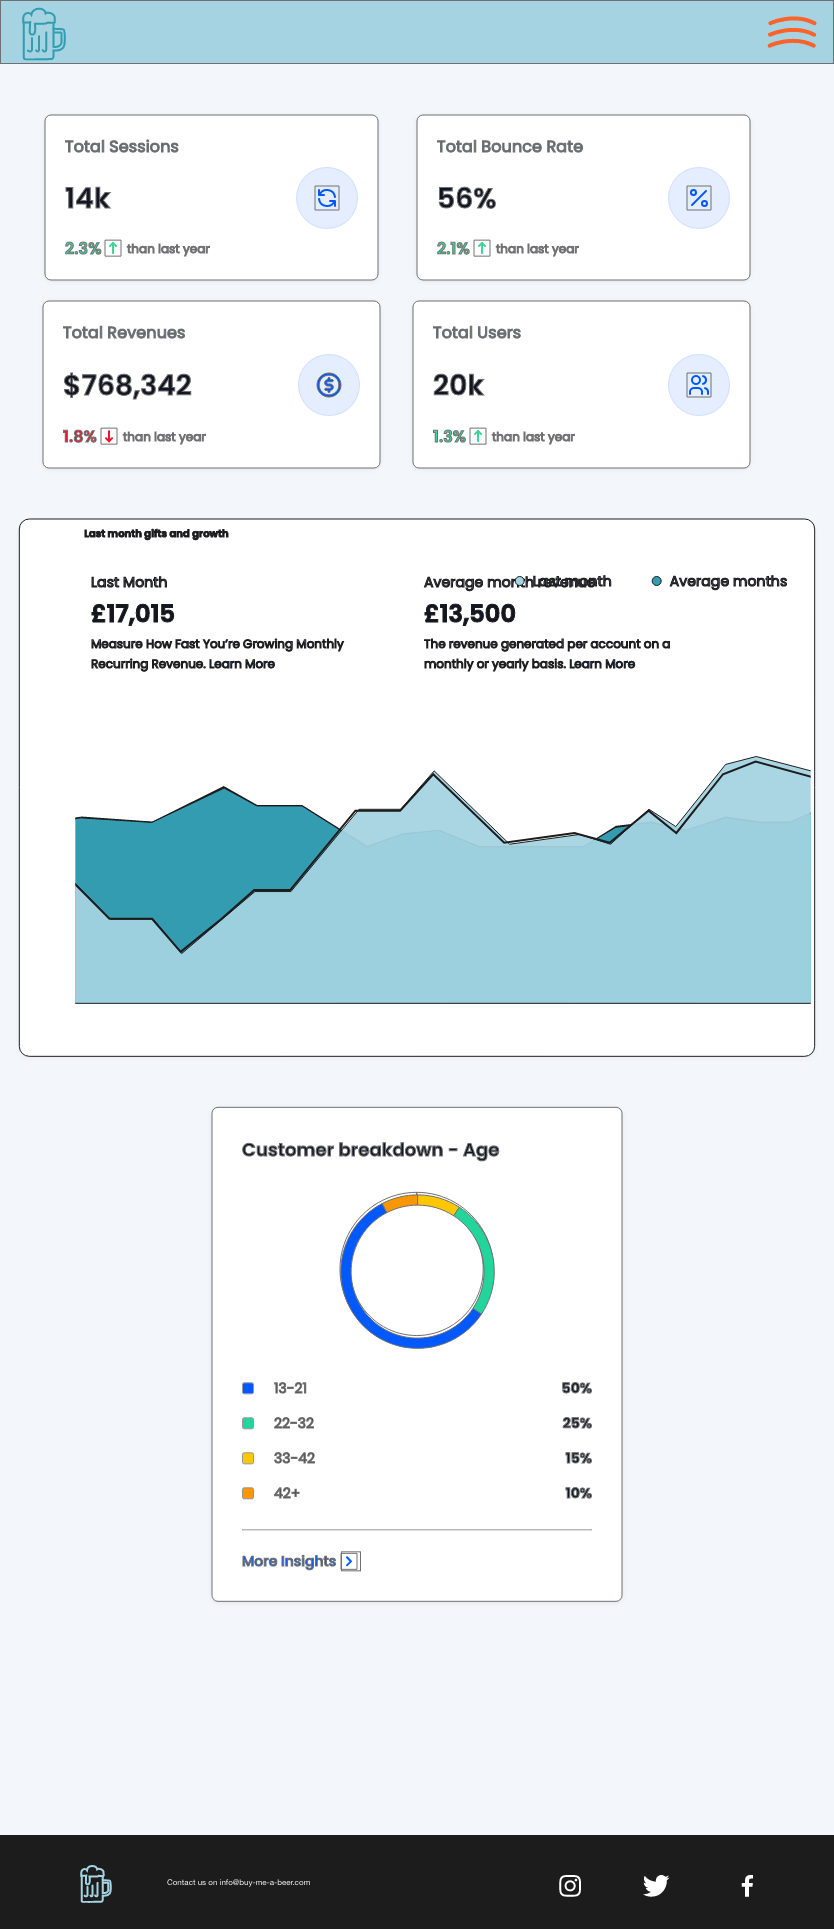 Total Sessions
14k
2.3% than last year
Total Bounce Rate
56%
2.1% than last year
Total Revenues
$768,342
1.8% than last year
Total Users
20k
1.3% than last year
Last month gifts and growth
Last Month
£17,015
Measure How Fast You're Growing Monthly
Recurring Revenue. Learn More
Average month revenue
£13,500
The revenue generated per account on a
monthly or yearly basis. Learn More
Last month
Average months
Customer breakdown - Age
13-21 50%
22-32 25%
33-42 15%
42+ 10%
More Insights
Contact us on info@buy-me-a-beer.com